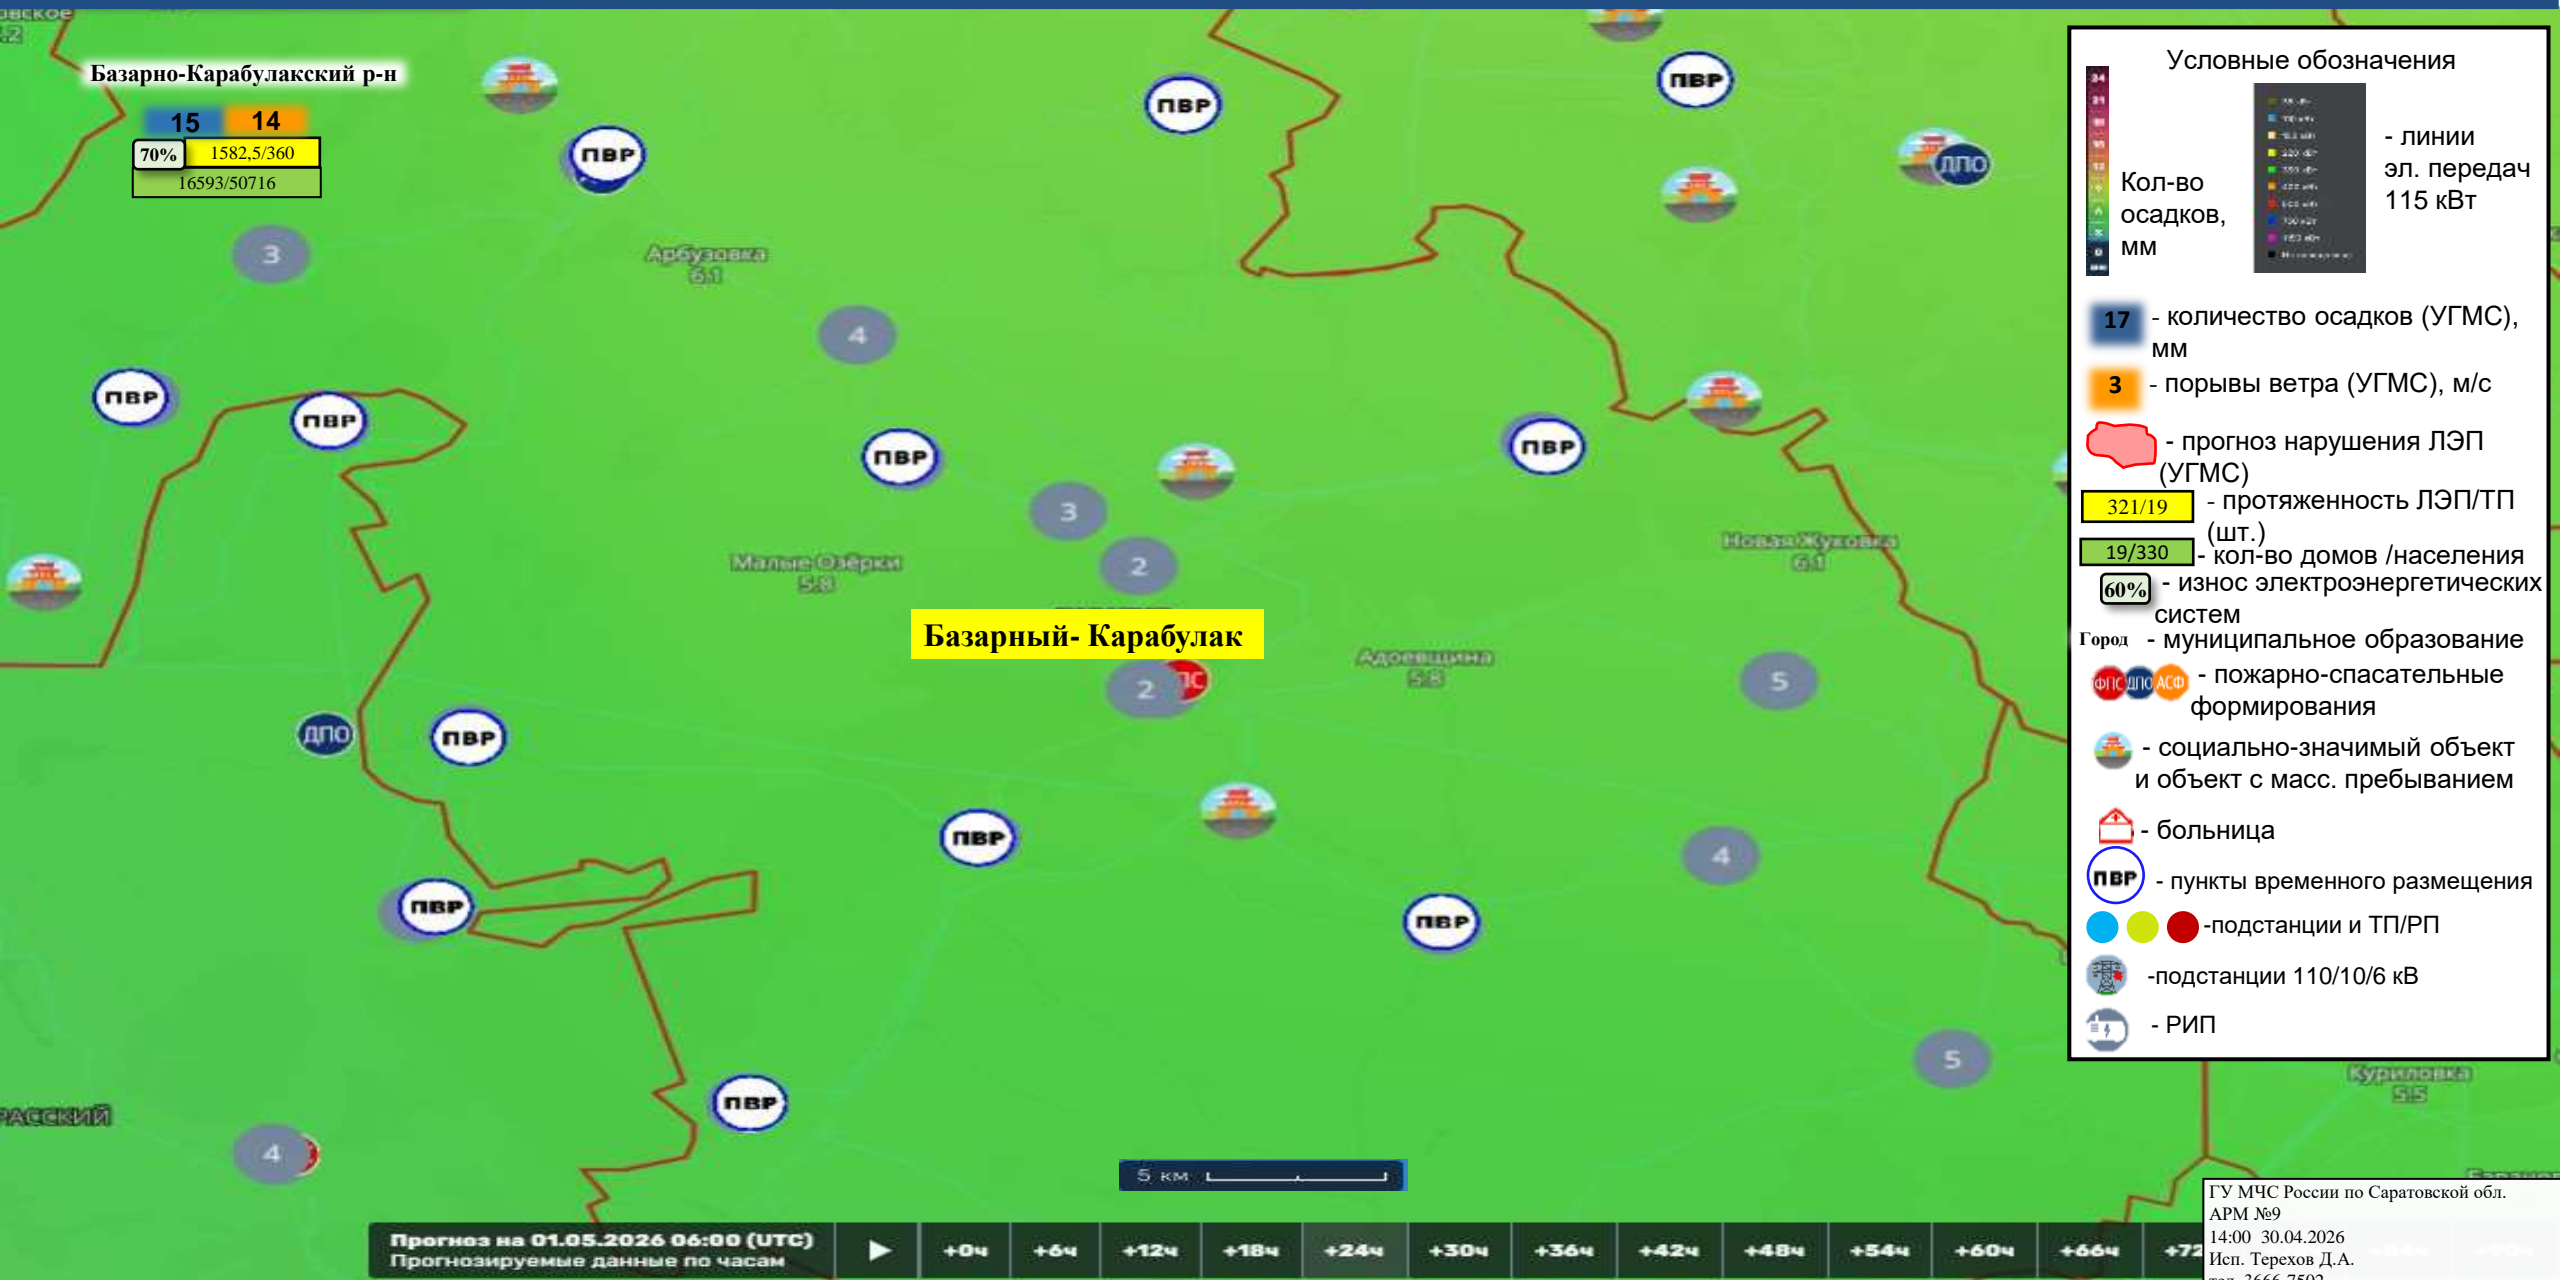 Базарно-Карабулакский р-н
15 14
70% 1582,5/360
16593/50716
ПВР
ПВР
ПВР
ДПО
3
Арбузовка
6.1
4
ПВР
ПВР
ПВР
ПВР
3
2
Малые Озёрки
5.8
Новая Жуковка
6.1
Базарный- Карабулак
Адоевщина
5.8
2
5
ДПО
ПВР
ПВР
4
ПВР
ПВР
5
ПВР
4
Куриловка
5.5
5 км
Прогноз на 01.05.2026 06:00 (UTC)
Прогнозируемые данные по часам
+0ч +6ч +12ч +18ч +24ч +30ч +36ч +42ч +48ч +54ч +60ч +66ч +72
Условные обозначения
Кол-во
осадков,
мм
- линии
эл. передач
115 кВт
17 - количество осадков (УГМС),
мм
3 - порывы ветра (УГМС), м/с
- прогноз нарушения ЛЭП
(УГМС)
321/19 - протяженность ЛЭП/ТП
(шт.)
19/330 - кол-во домов /населения
60% - износ электроэнергетических
систем
Город - муниципальное образование
ФПС ДПО АСФ - пожарно-спасательные
формирования
- социально-значимый объект
и объект с масс. пребыванием
- больница
ПВР - пункты временного размещения
-подстанции и ТП/РП
-подстанции 110/10/6 кВ
- РИП
ГУ МЧС России по Саратовской обл.
АРМ №9
14:00 30.04.2026
Исп. Терехов Д.А.